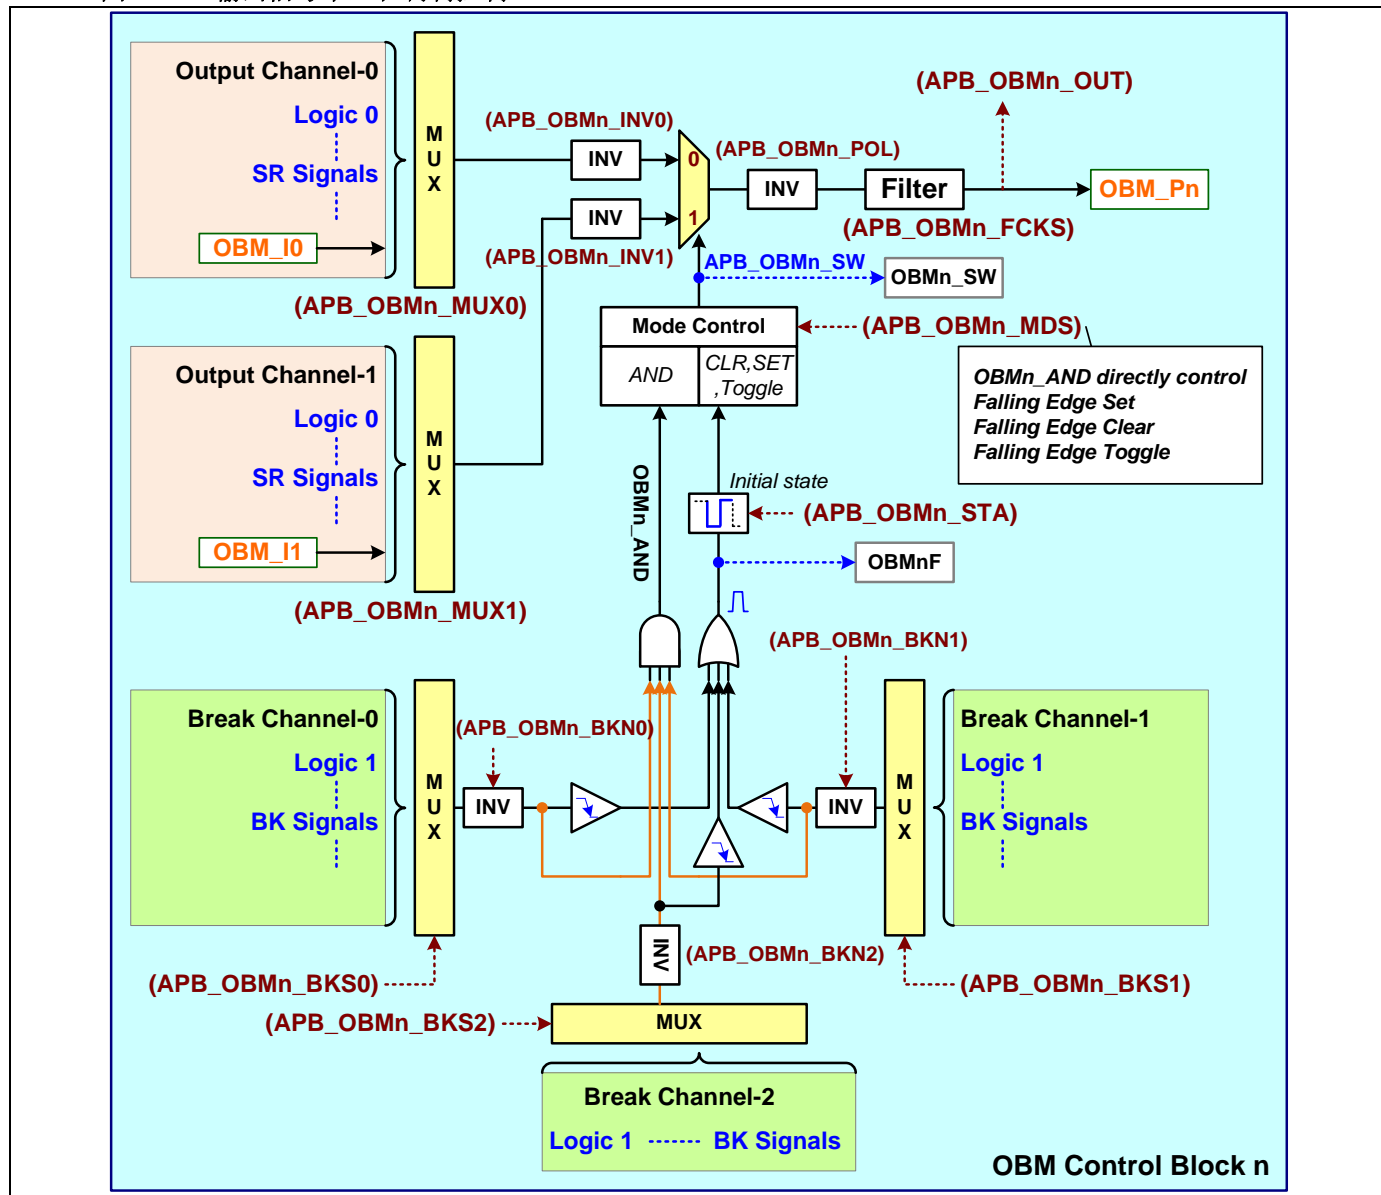 Output Channel-0
Logic 0
SR Signals
OBM_I0
MUX
(APB_OBMn_MUX0)
(APB_OBMn_INV0)
INV
0
(APB_OBMn_POL)
INV
Filter
(APB_OBMn_FCKS)
(APB_OBMn_OUT)
OBM_Pn
INV
1
(APB_OBMn_INV1)
APB_OBMn_SW
OBMn_SW
Mode Control
(APB_OBMn_MDS)
AND
CLR,SET
,Toggle
OBMn_AND directly control
Falling Edge Set
Falling Edge Clear
Falling Edge Toggle
Output Channel-1
Logic 0
SR Signals
OBM_I1
MUX
(APB_OBMn_MUX1)
OBMn_AND
Initial state
(APB_OBMn_STA)
OBMnF
(APB_OBMn_BKN1)
Break Channel-0
Logic 1
BK Signals
MUX
(APB_OBMn_BKN0)
INV
INV
MUX
Break Channel-1
Logic 1
BK Signals
INV
(APB_OBMn_BKN2)
(APB_OBMn_BKS0)
(APB_OBMn_BKS1)
(APB_OBMn_BKS2)
MUX
Break Channel-2
Logic 1
BK Signals
OBM Control Block n